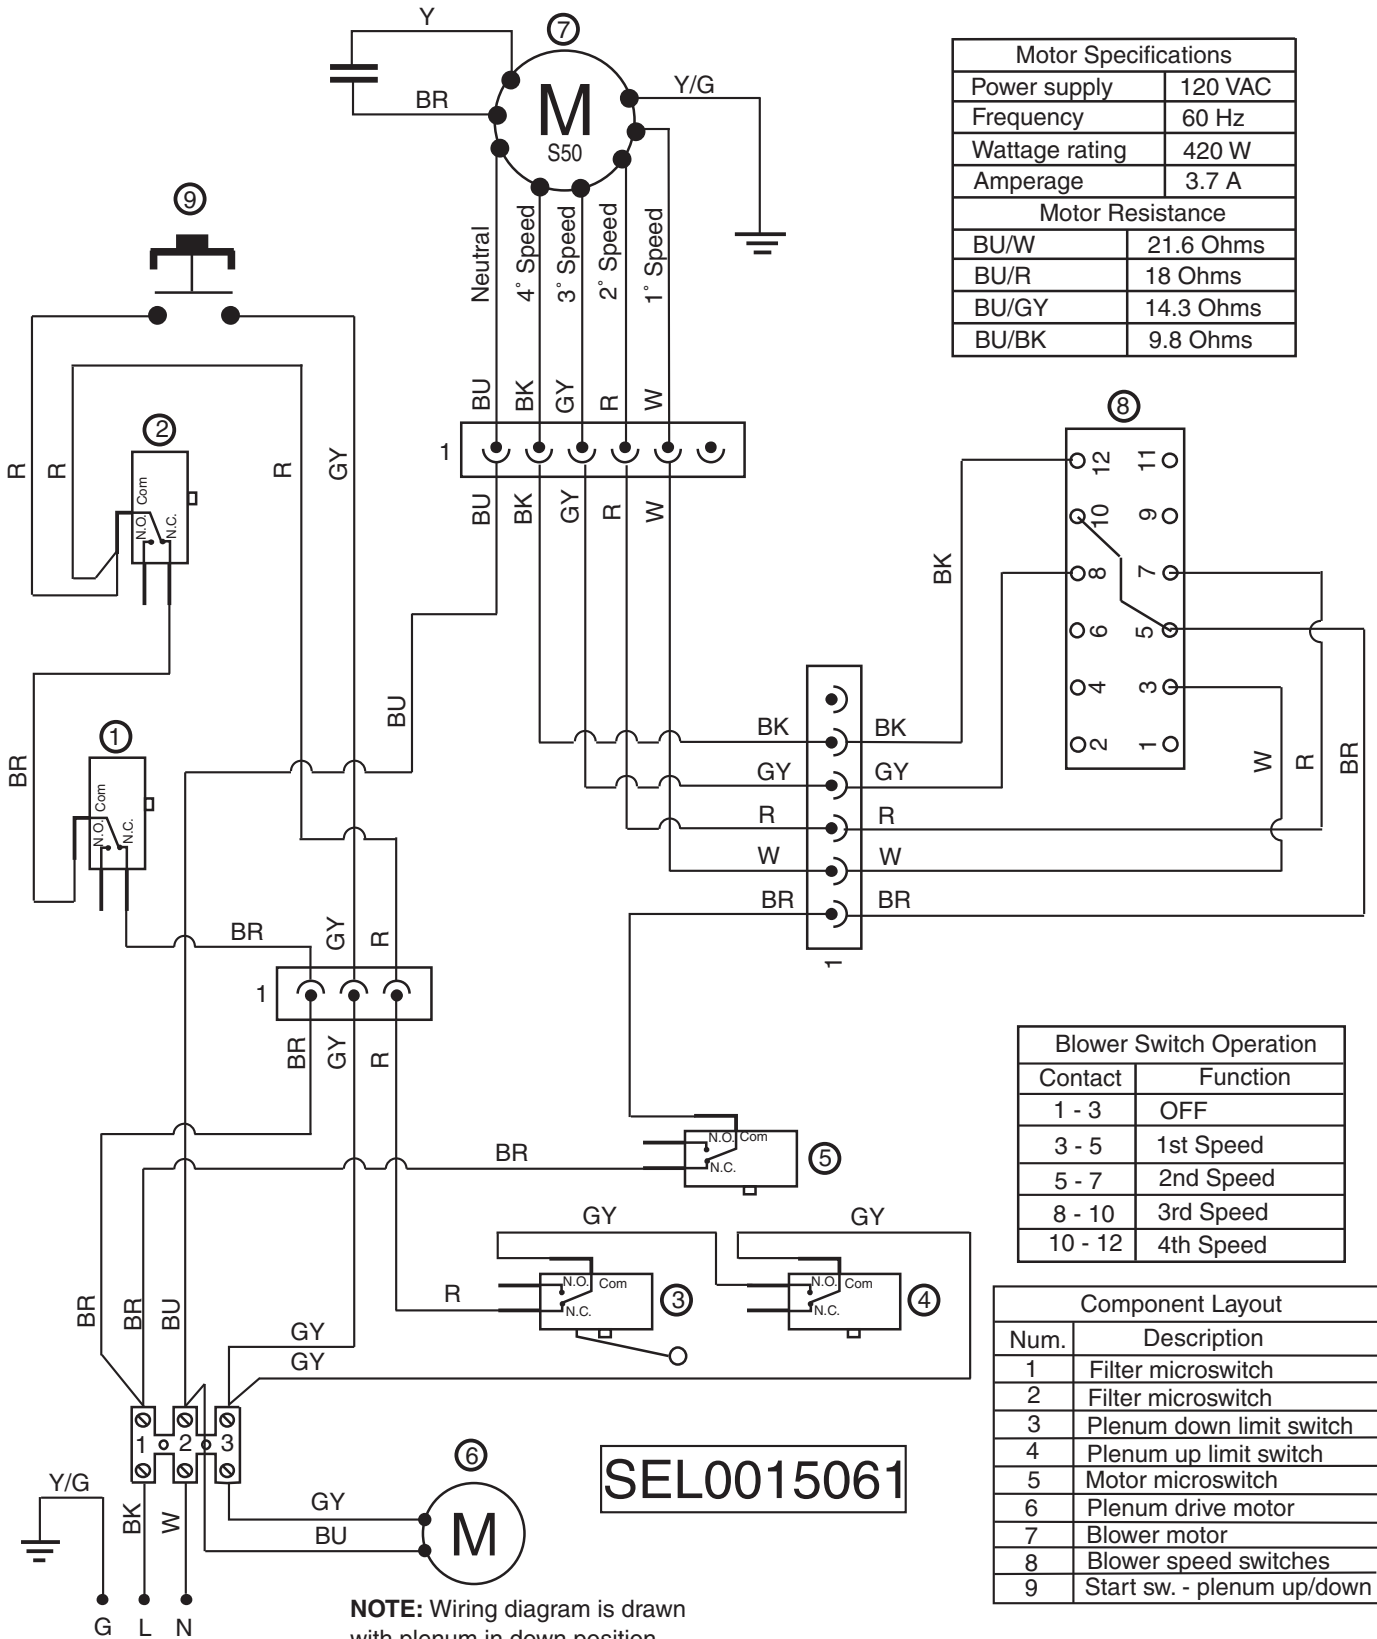 Y
7
BR
M
S50
Y/G
Motor Specifications
Power supply 120 VAC
Frequency 60 Hz
Wattage rating 420 W
Amperage 3.7 A
Motor Resistance
BU/W 21.6 Ohms
BU/R 18 Ohms
BU/GY 14.3 Ohms
BU/BK 9.8 Ohms
9
Neutral
4° Speed
3° Speed
2° Speed
1° Speed
BU BK GY R W
1
BU BK GY R W
R R R GY
2
N.O. Com N.C.
8
12 11
10 9
8 7
6 5
4 3
2 1
BK
BU
BR
1
N.O. Com N.C.
BK BK
GY GY
R R
W W
BR BR
1
W R BR
BR GY R
1
BR GY R
BR
N.O. Com
N.C.
5
Blower Switch Operation
Contact Function
1 - 3 OFF
3 - 5 1st Speed
5 - 7 2nd Speed
8 - 10 3rd Speed
10 - 12 4th Speed
GY GY
R
N.O. Com
N.C.
3
N.O. Com
N.C.
4
BR BR BU
GY
GY
Component Layout
Num. Description
1 Filter microswitch
2 Filter microswitch
3 Plenum down limit switch
4 Plenum up limit switch
5 Motor microswitch
6 Plenum drive motor
7 Blower motor
8 Blower speed switches
9 Start sw. - plenum up/down
1 2 3
6
M
GY
BU
SEL0015061
Y/G
BK W
G L N
NOTE: Wiring diagram is drawn
with plenum in down position